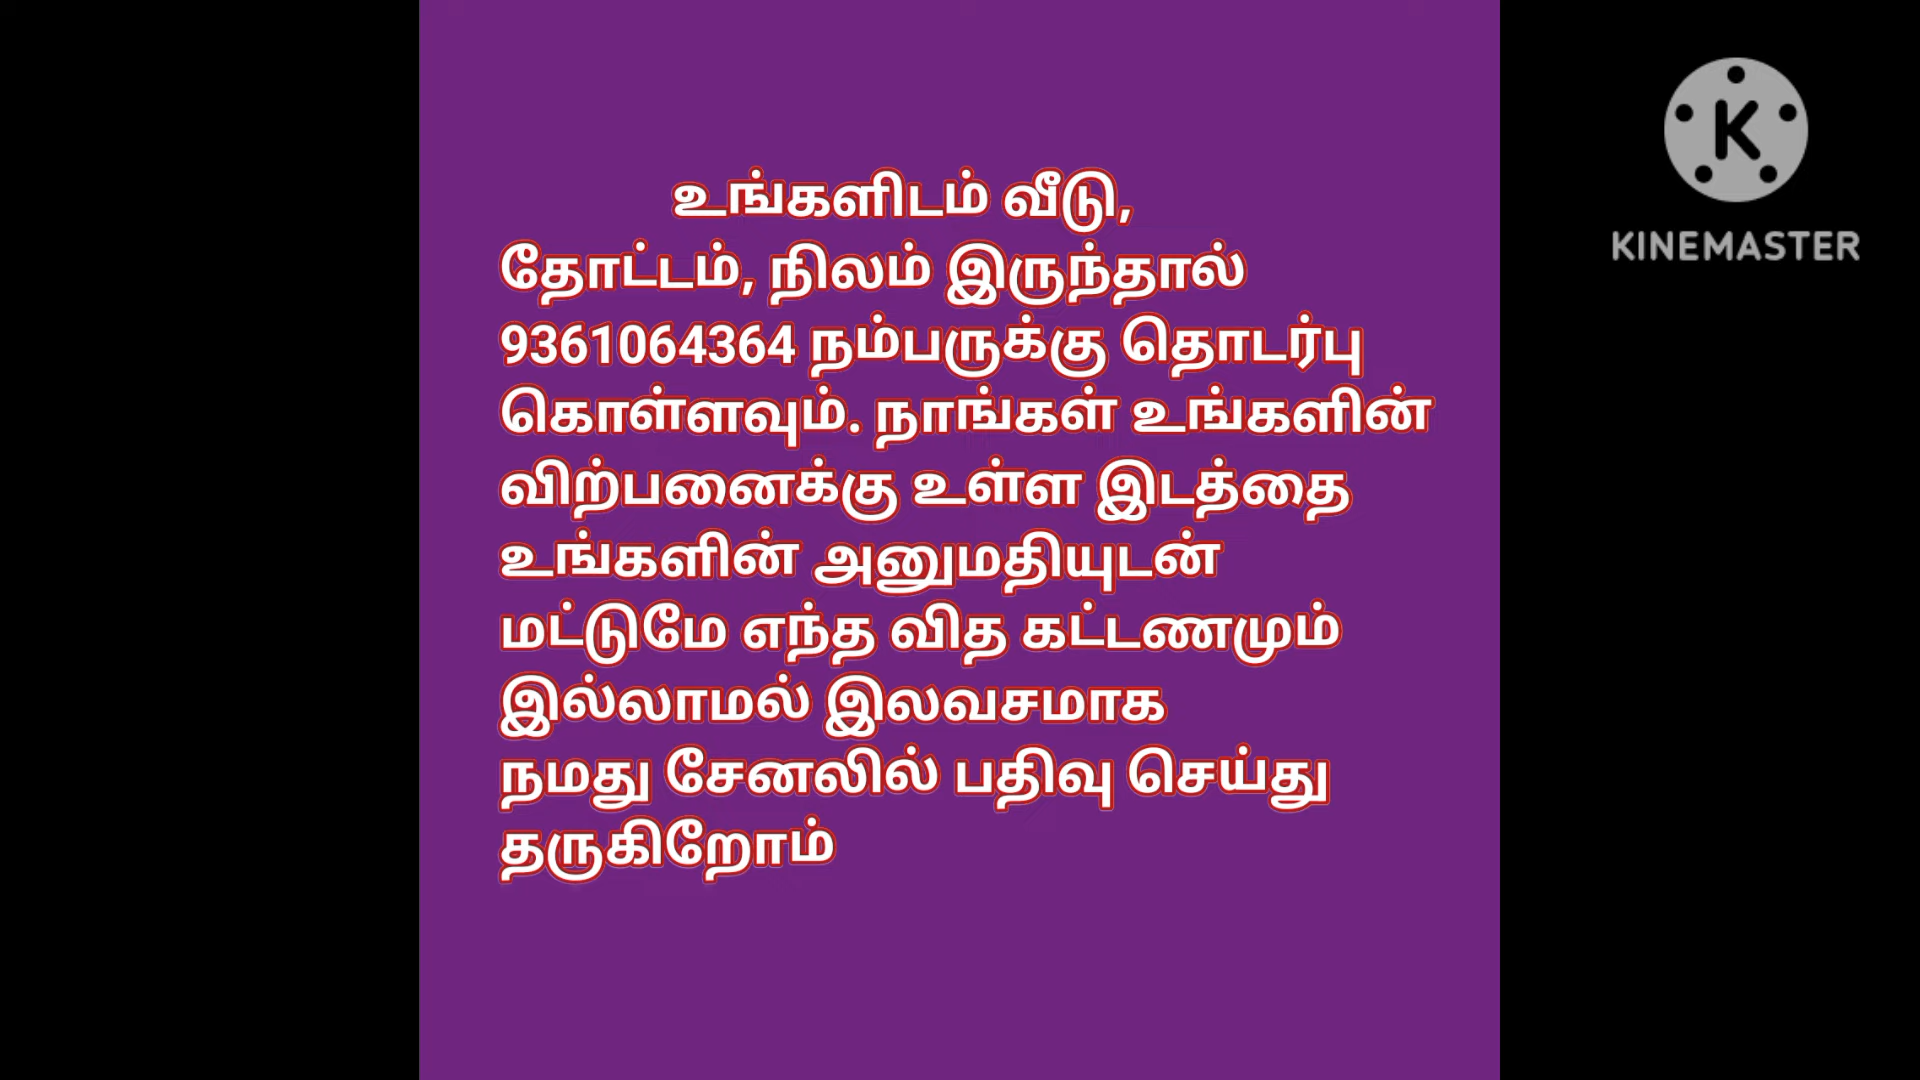 உங்களிடம் வீடு,
தோட்டம், நிலம் இருந்தால்
9361064364 நம்பருக்கு தொடர்பு
கொள்ளவும். நாங்கள் உங்களின்
விற்பனைக்கு உள்ள இடத்தை
உங்களின் அனுமதியுடன்
மட்டுமே எந்த வித கட்டணமும்
இல்லாமல் இலவசமாக
நமது சேனலில் பதிவு செய்து
தருகிறோம்
K
KINEMASTER